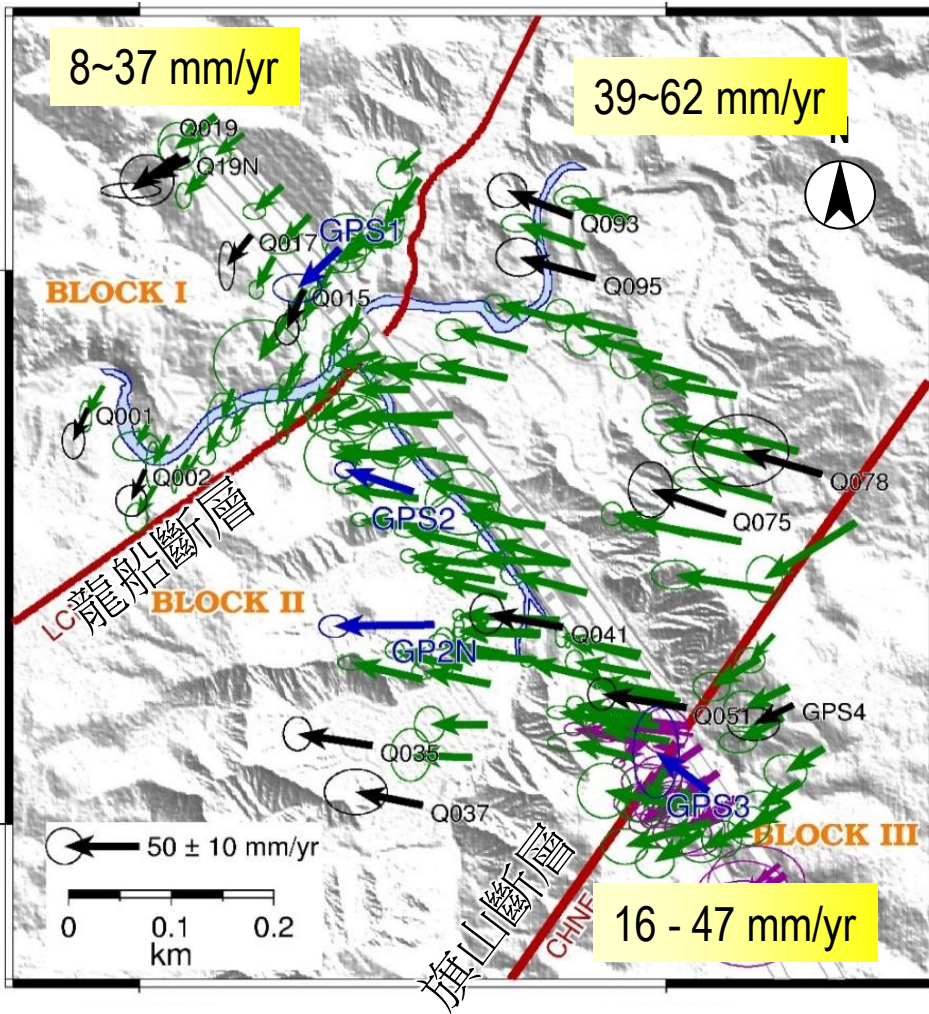 8~37 mm/yr
39~62 mm/yr
N
Q019
Q19N
Q093
Q017
GPS1
Q095
BLOCK I
Q015
Q001
Q002
Q078
Q075
GPS2
龍船斷層
BLOCK II
LC
Q041
GP2N
Q051
GPS4
Q035
GPS3
Q037
BLOCK III
50 ± 10 mm/yr
0 0.1 0.2
km
旗山斷層
CHN
16 - 47 mm/yr